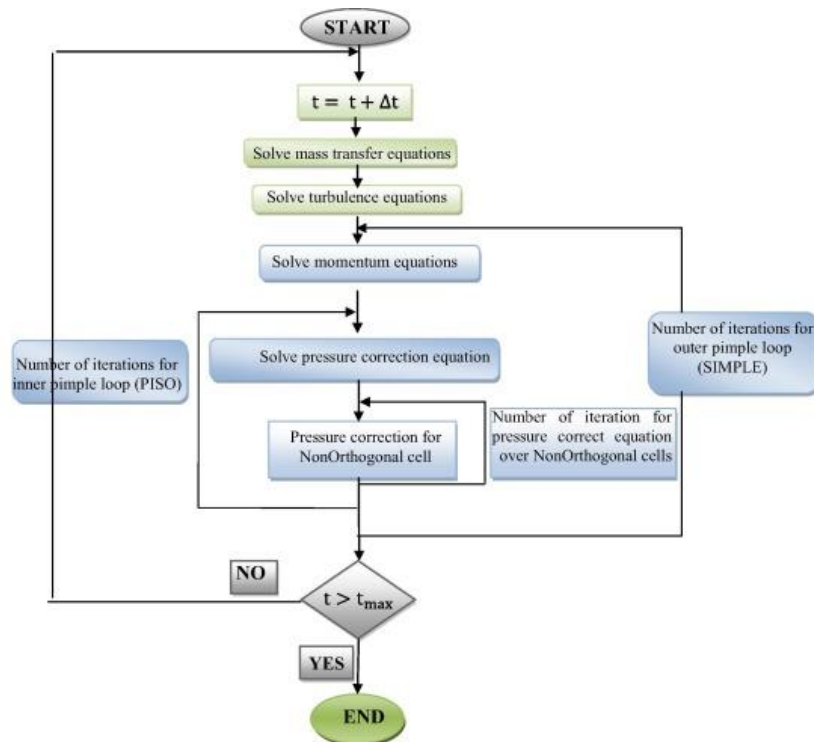 START
t = t + Δt
Solve mass transfer equations
Solve turbulence equations
Solve momentum equations
Number of iterations for
inner pimple loop (PISO)
Solve pressure correction equation
Number of iterations for
outer pimple loop
(SIMPLE)
Pressure correction for
NonOrthogonal cell
Number of iteration for
pressure correct equation
over NonOrthogonal cells
NO
t > tmax
YES
END